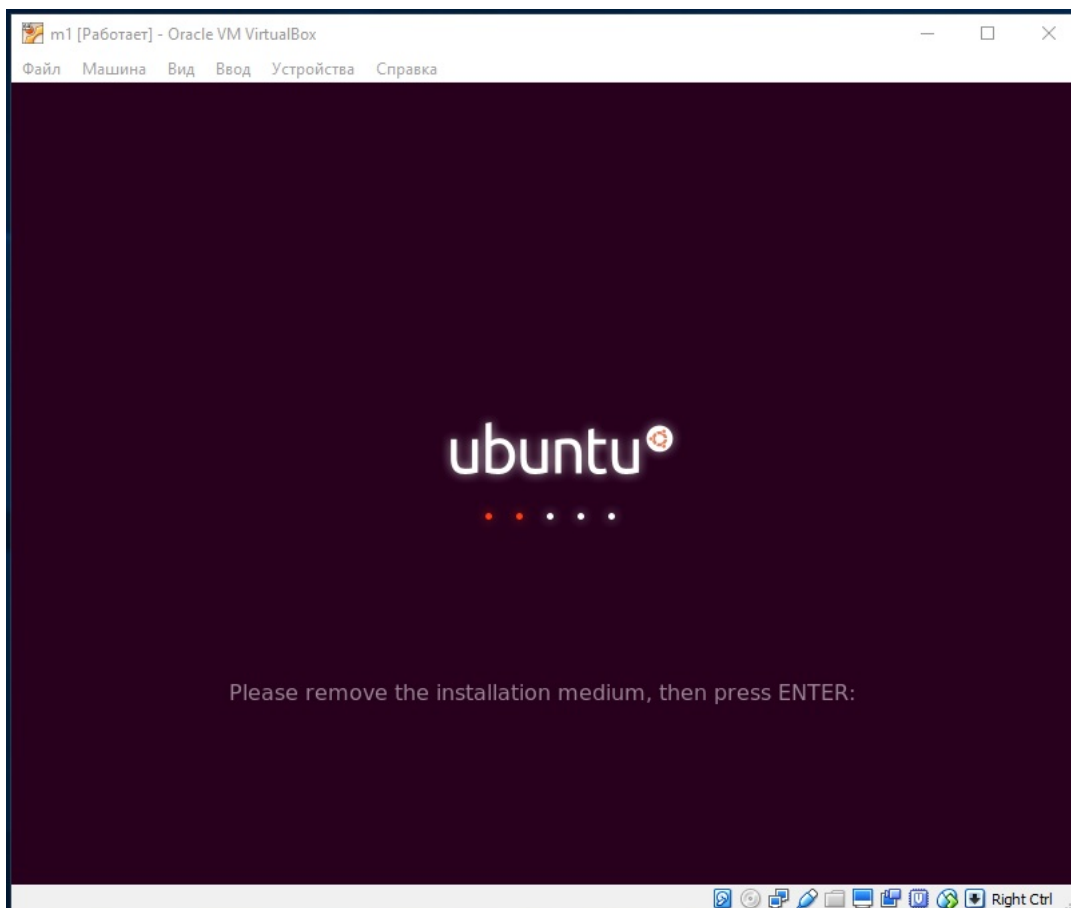 m1 [Работает] - Oracle VM VirtualBox
Файл Машина Вид Ввод Устройства Справка
ubuntu
Please remove the installation medium, then press ENTER:
Right Ctrl